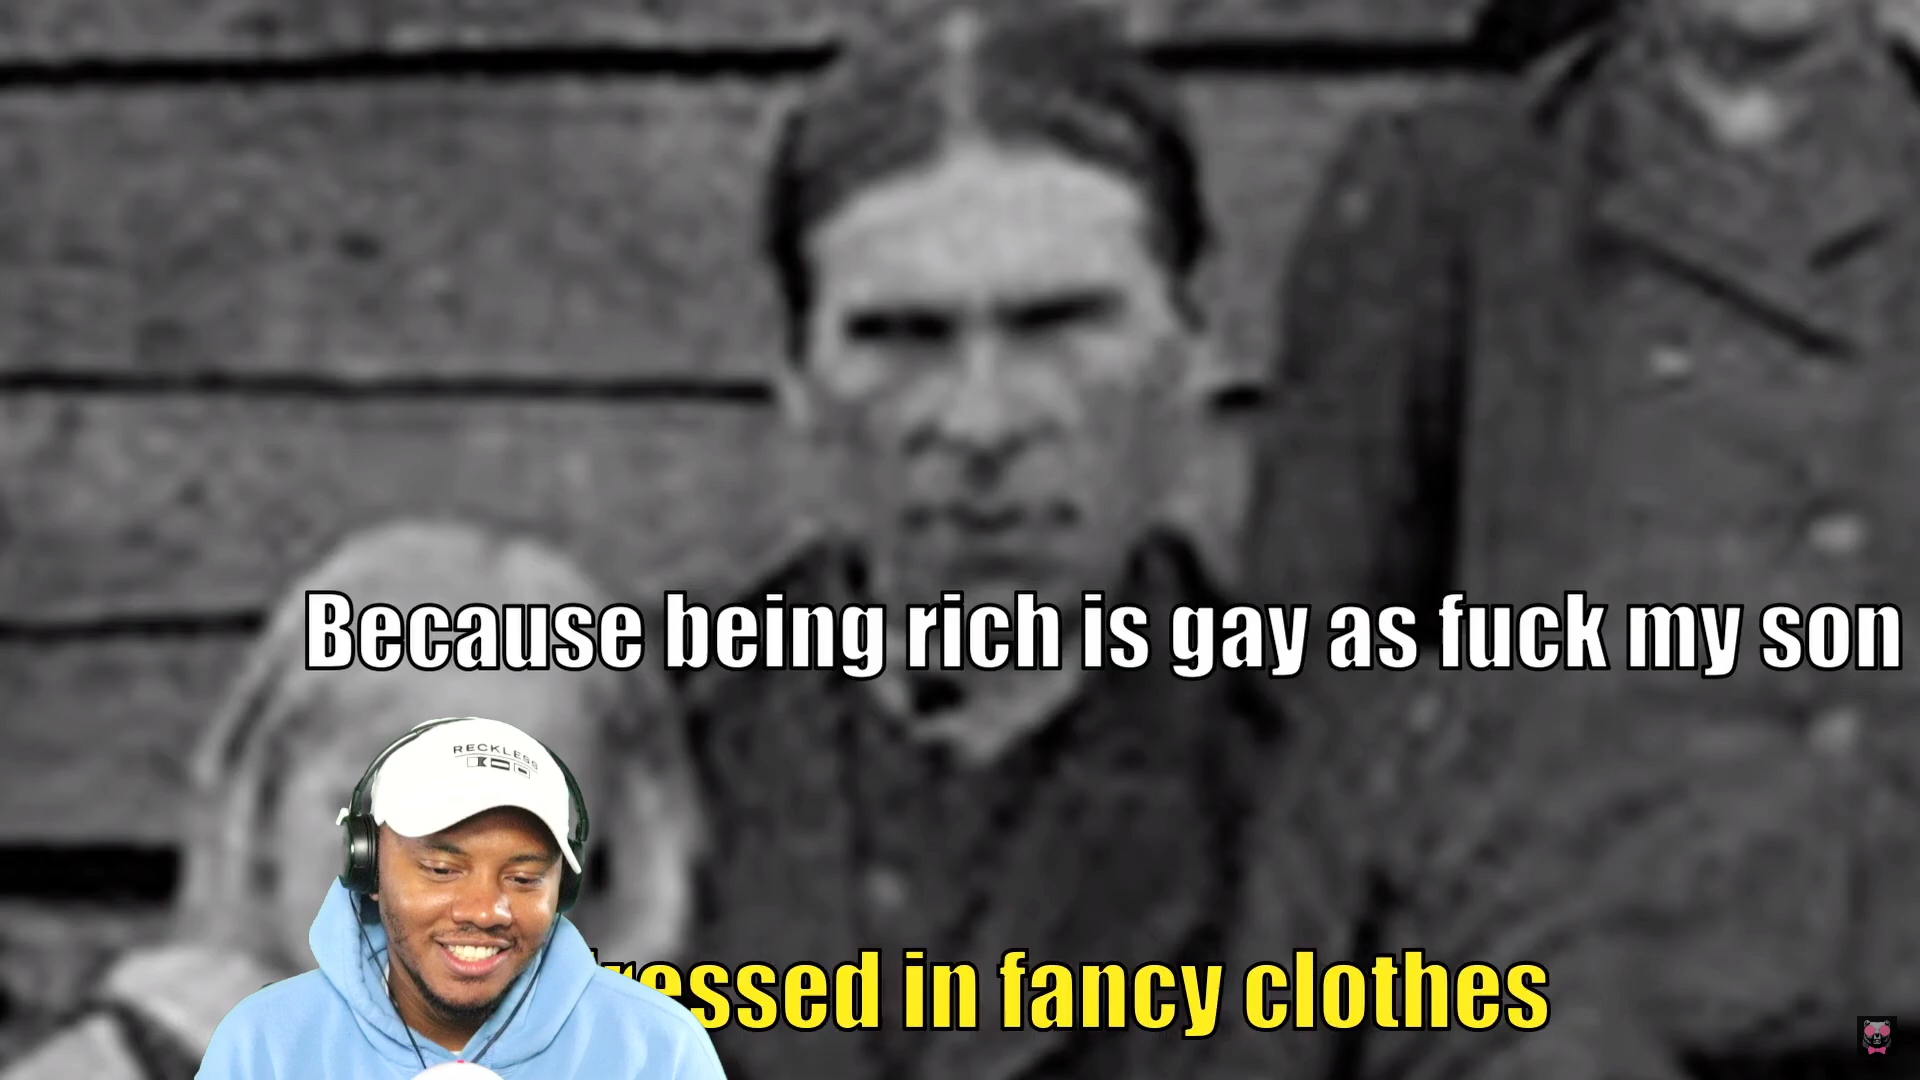 Because being rich is gay as fuck my son
RECKLESS
ressed in fancy clothes